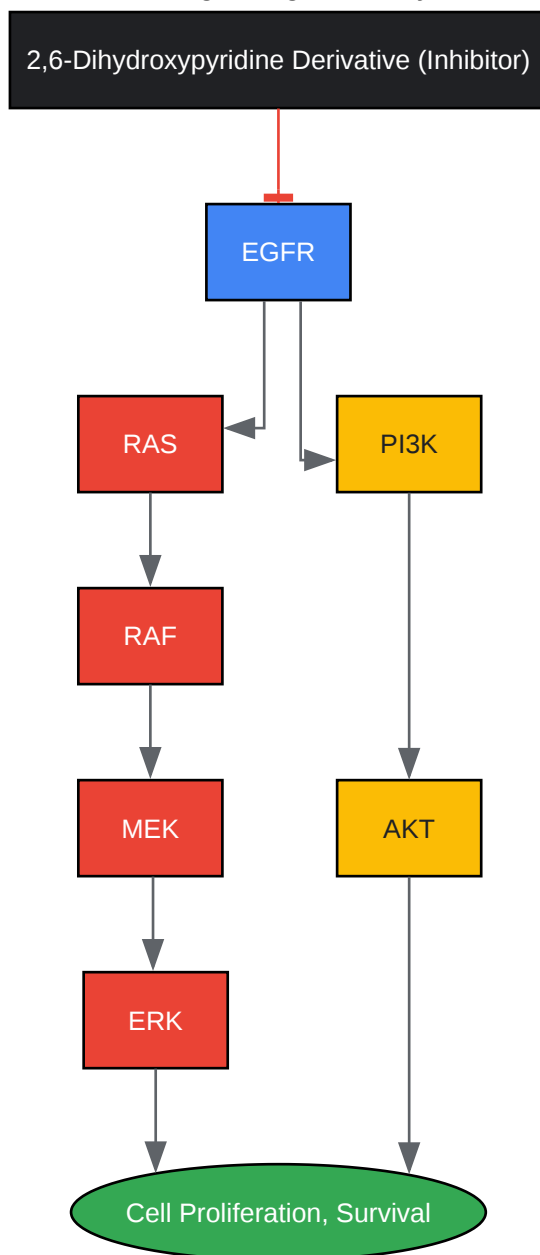 2,6-Dihydroxypyridine Derivative (Inhibitor)
EGFR
RAS
PI3K
RAF
MEK
AKT
ERK
Cell Proliferation, Survival